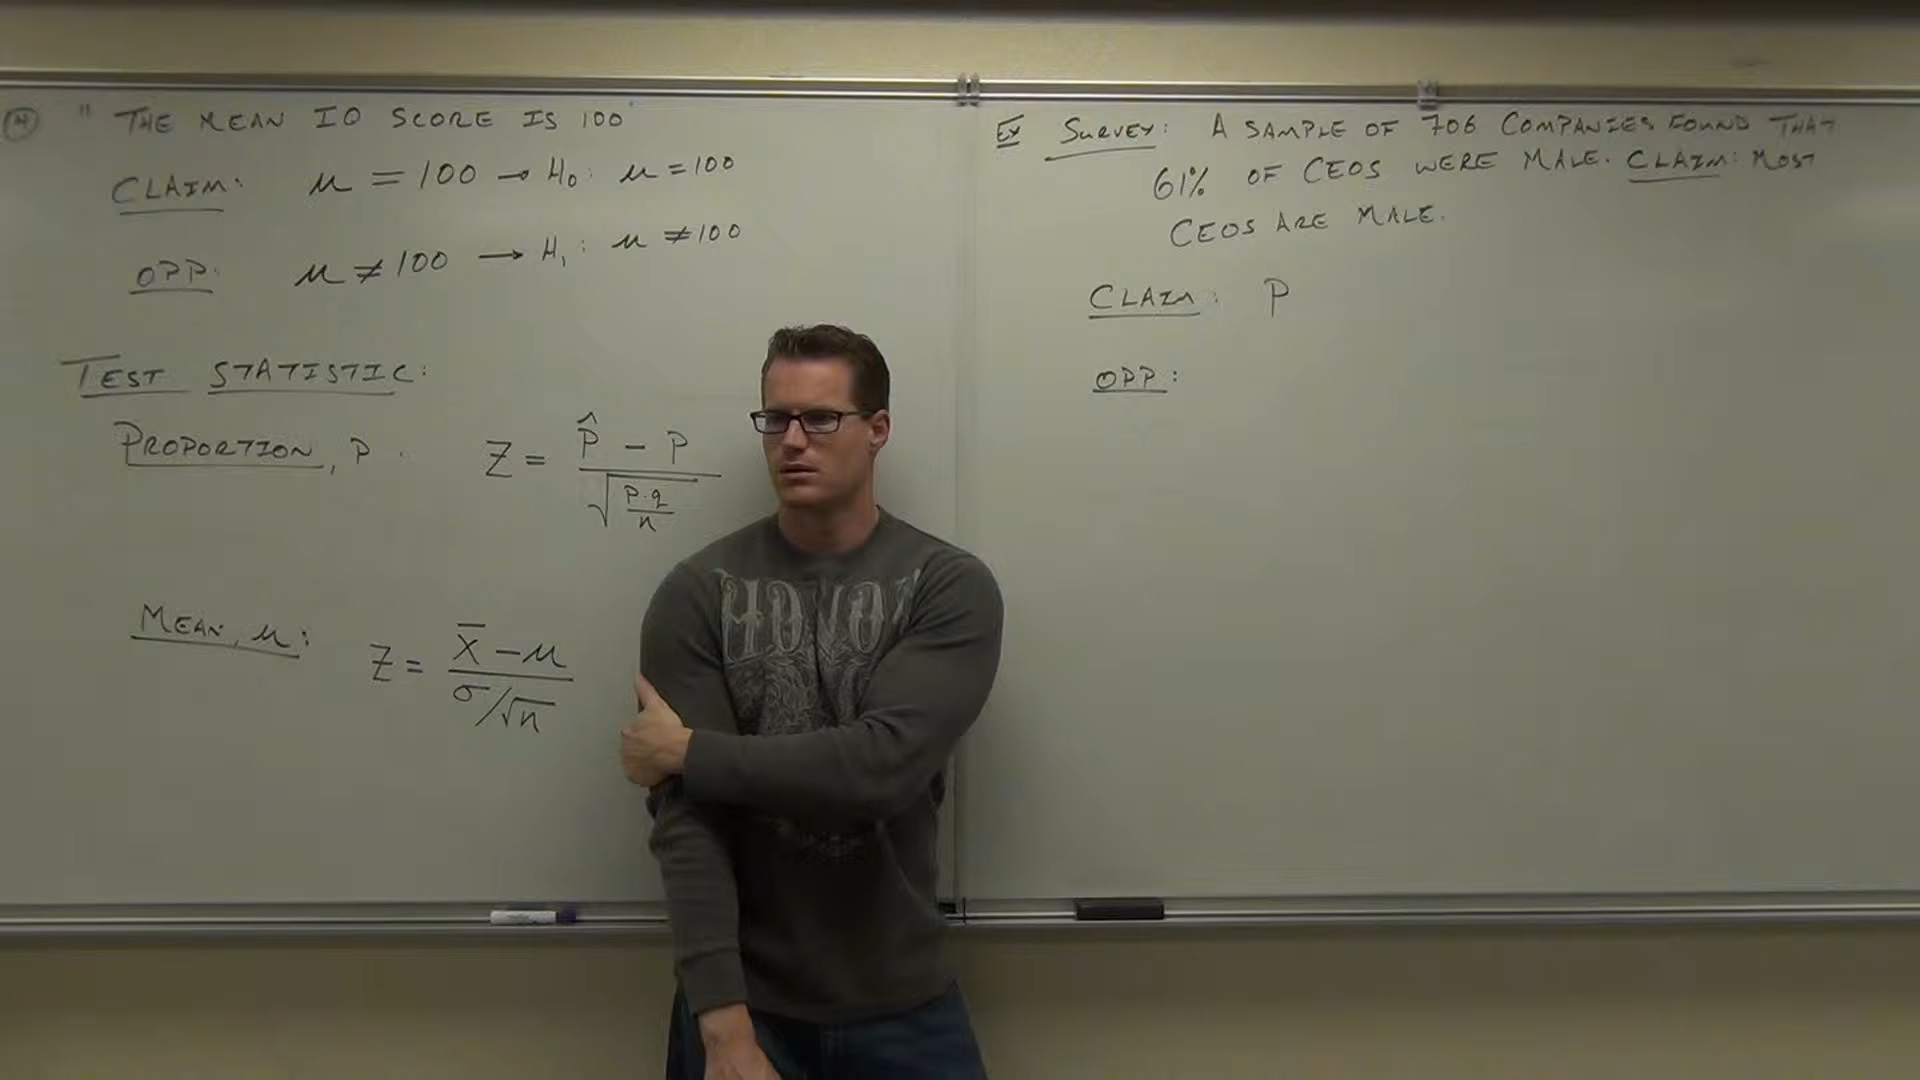 ④ " THE MEAN IQ SCORE IS 100
CLAIM: μ = 100 → H₀: μ = 100
OPP: μ ≠ 100 → H₁: μ ≠ 100
TEST STATISTIC:
PROPORTION, P. Z = (p̂ - p) / √(p·q/n)
MEAN, μ: Z = (x̄ - μ) / (σ/√n)
EX SURVEY: A SAMPLE OF 706 COMPANIES FOUND THAT
61% OF CEOS WERE MALE. CLAIM: MOST
CEOS ARE MALE.
CLAIM: P
OPP: